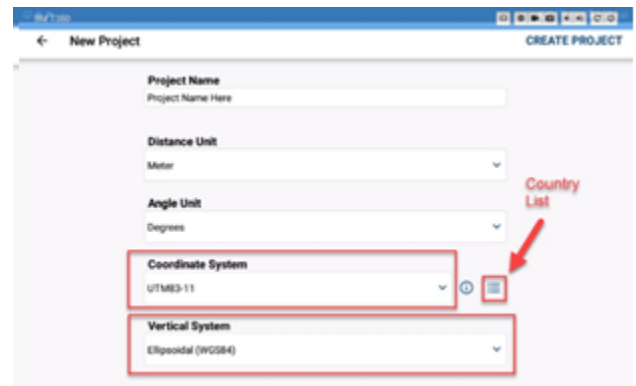 ← New Project CREATE PROJECT
Project Name
Project Name Here
Distance Unit
Meter
Country
List
Angle Unit
Degrees
Coordinate System
UTM83-11
Vertical System
Ellipsoidal (WGS84)